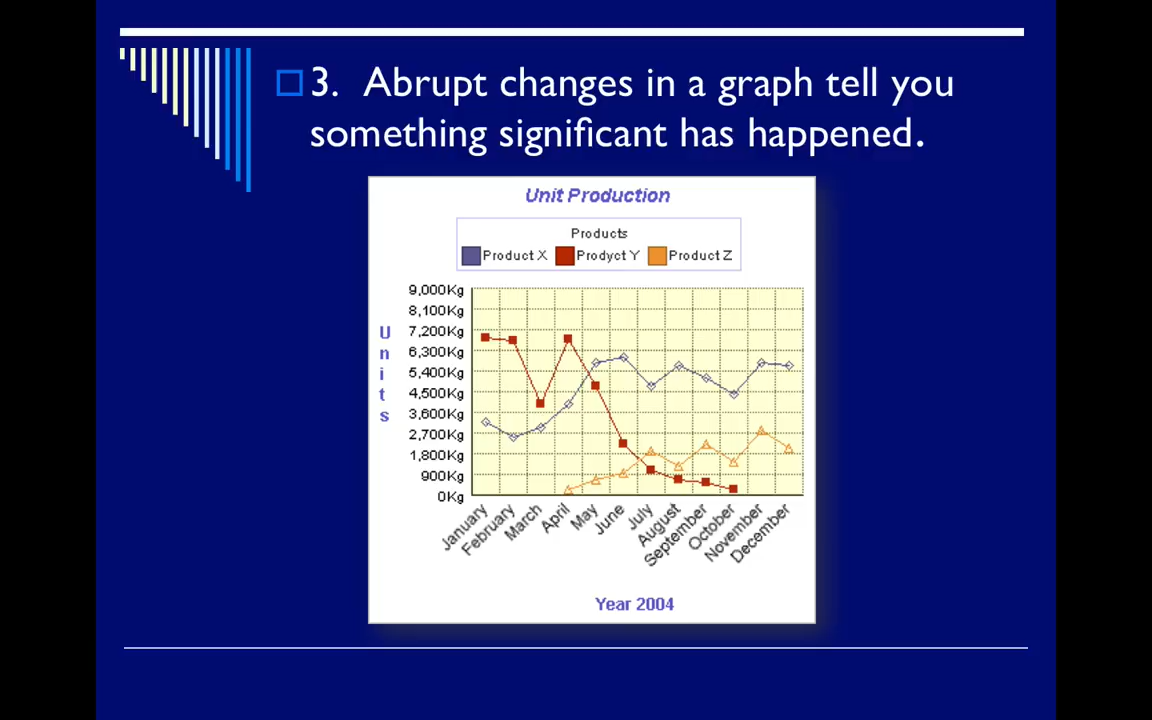 3. Abrupt changes in a graph tell you
something significant has happened.
Unit Production
Products
Product X Prodyct Y Product Z
Units
9,000Kg
8,100Kg
7,200Kg
6,300Kg
5,400Kg
4,500Kg
3,600Kg
2,700Kg
1,800Kg
900Kg
0Kg
January
February
March
April
May
June
July
August
September
October
November
December
Year 2004